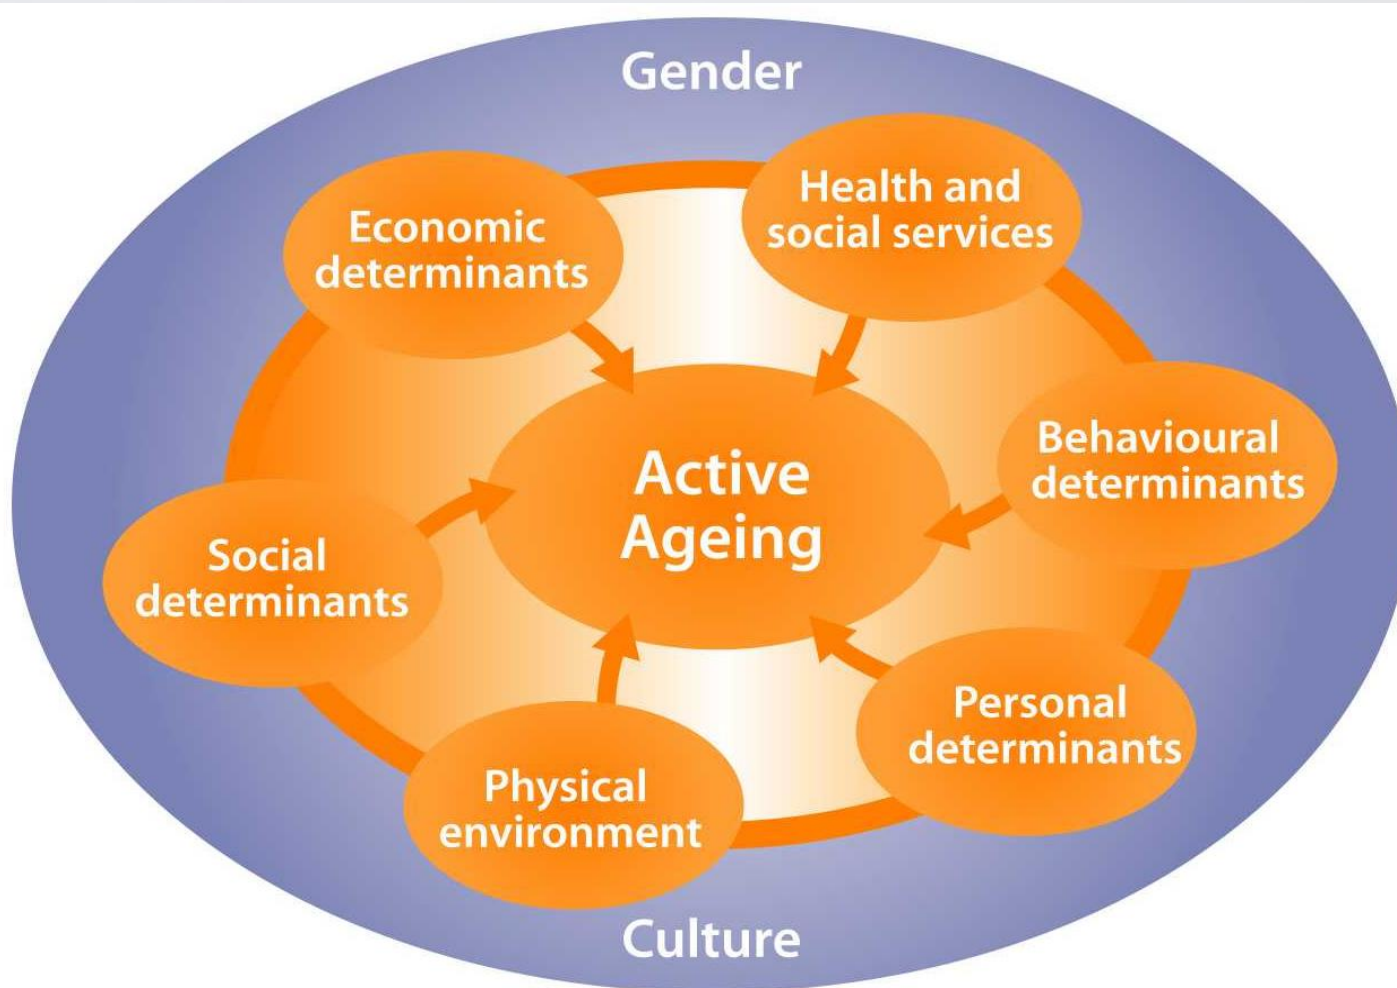 Gender
Economic
determinants
Health and
social services
Behavioural
determinants
Active
Ageing
Social
determinants
Personal
determinants
Physical
environment
Culture